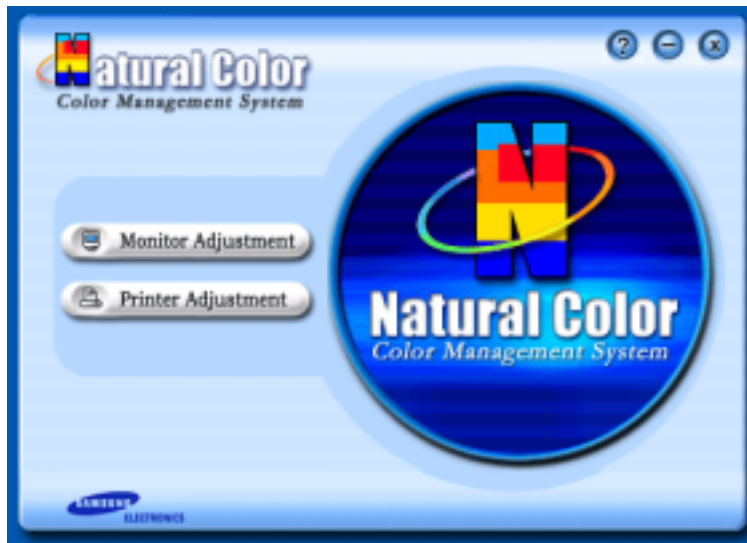 Natural Color
Color Management System
?
x
Monitor Adjustment
Printer Adjustment
N
Natural Color
Color Management System
SAMSUNG
ELECTRONICS